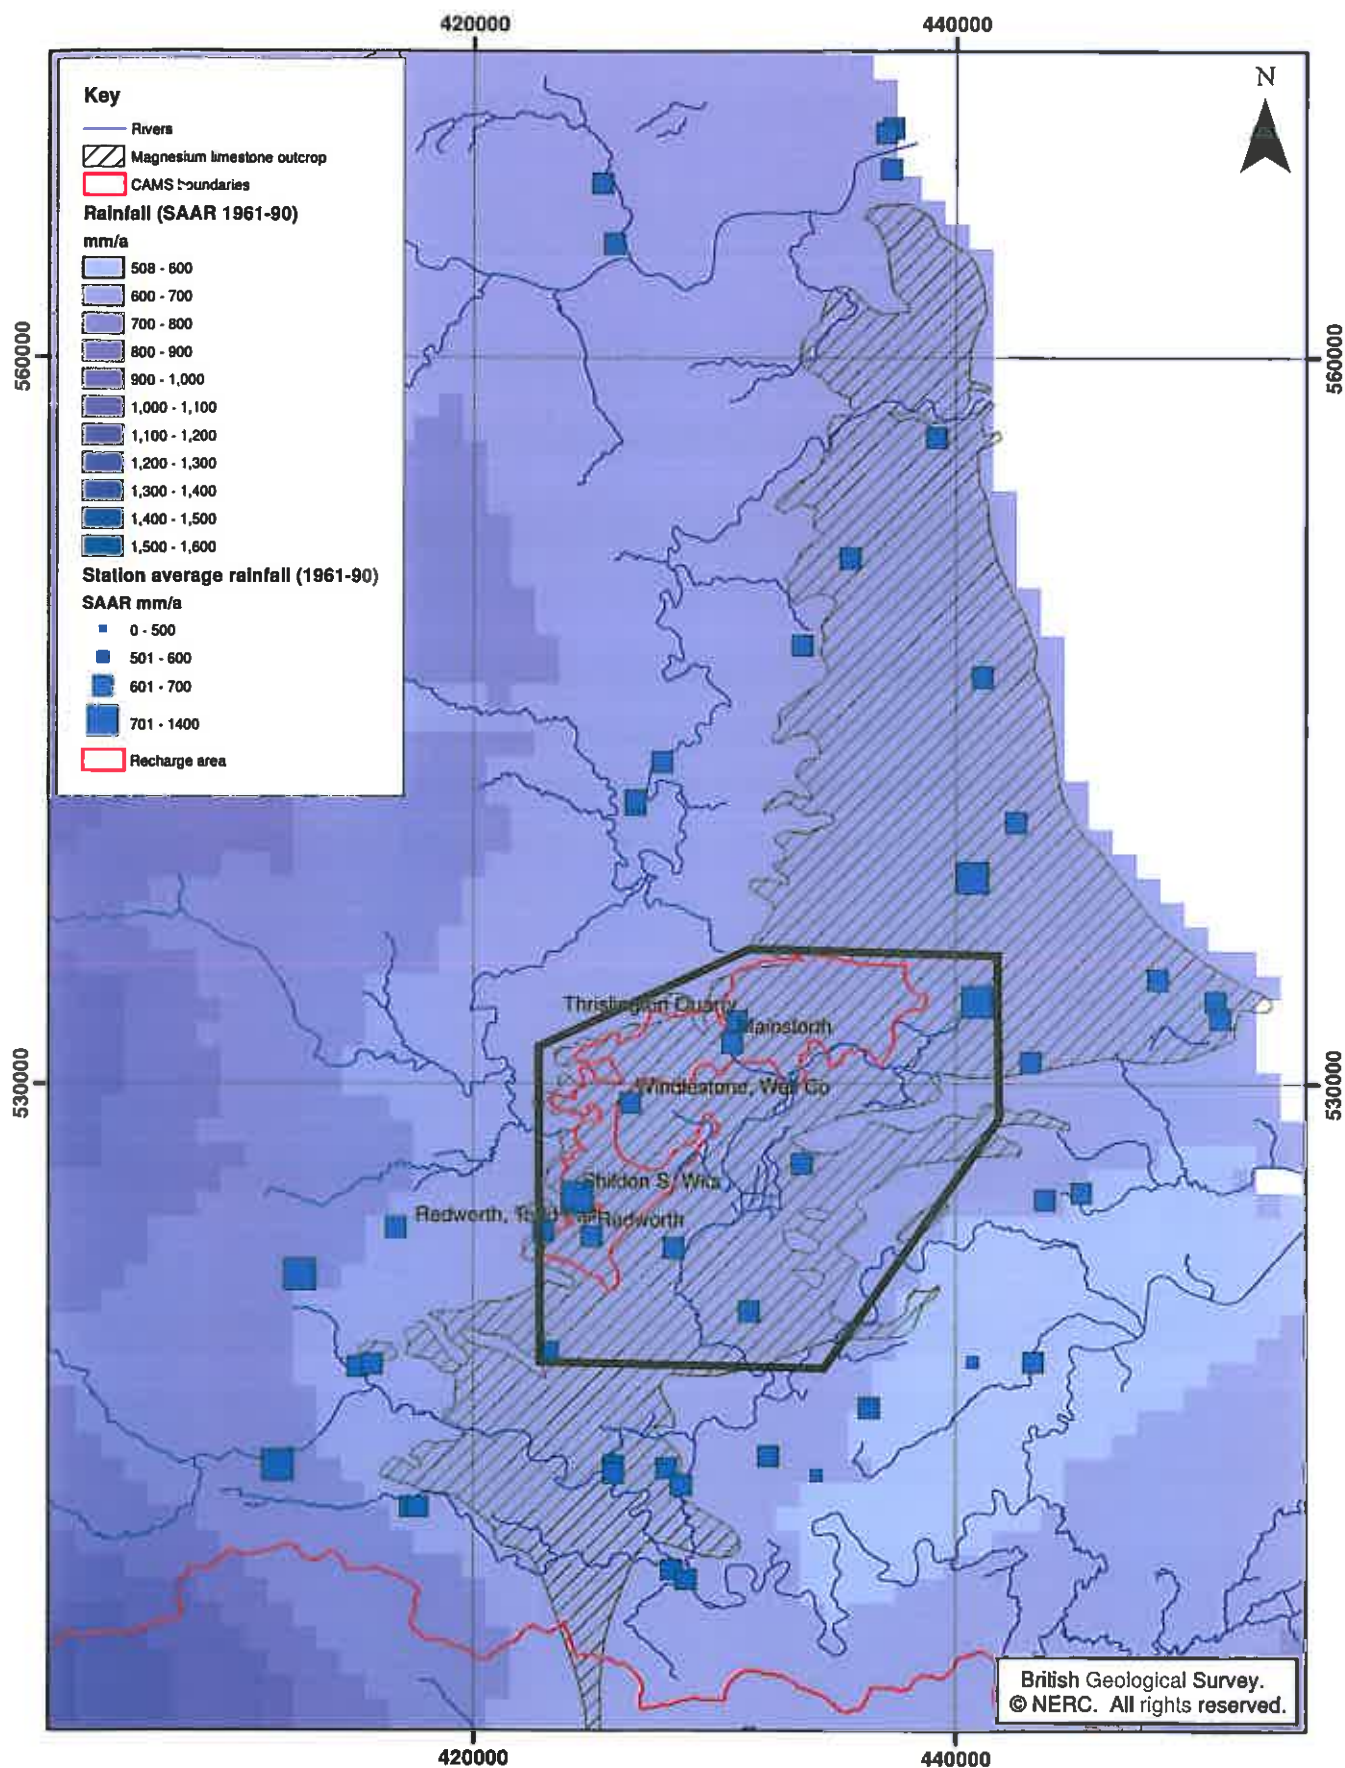 420000
440000
N
Key
Rivers
Magnesium limestone outcrop
CAMS boundaries
Rainfall (SAAR 1961-90)
mm/a
508 - 600
600 - 700
700 - 800
800 - 900
900 - 1,000
1,000 - 1,100
1,100 - 1,200
1,200 - 1,300
1,300 - 1,400
1,400 - 1,500
1,500 - 1,600
Station average rainfall (1961-90)
SAAR mm/a
0 - 500
501 - 600
601 - 700
701 - 1400
Recharge area
560000
560000
Thrislington Quarry
Mainsforth
530000
530000
Windlestone, Wer Co
Shildon S. Wks
Redworth,
Redworth
British Geological Survey.
© NERC. All rights reserved.
420000
440000